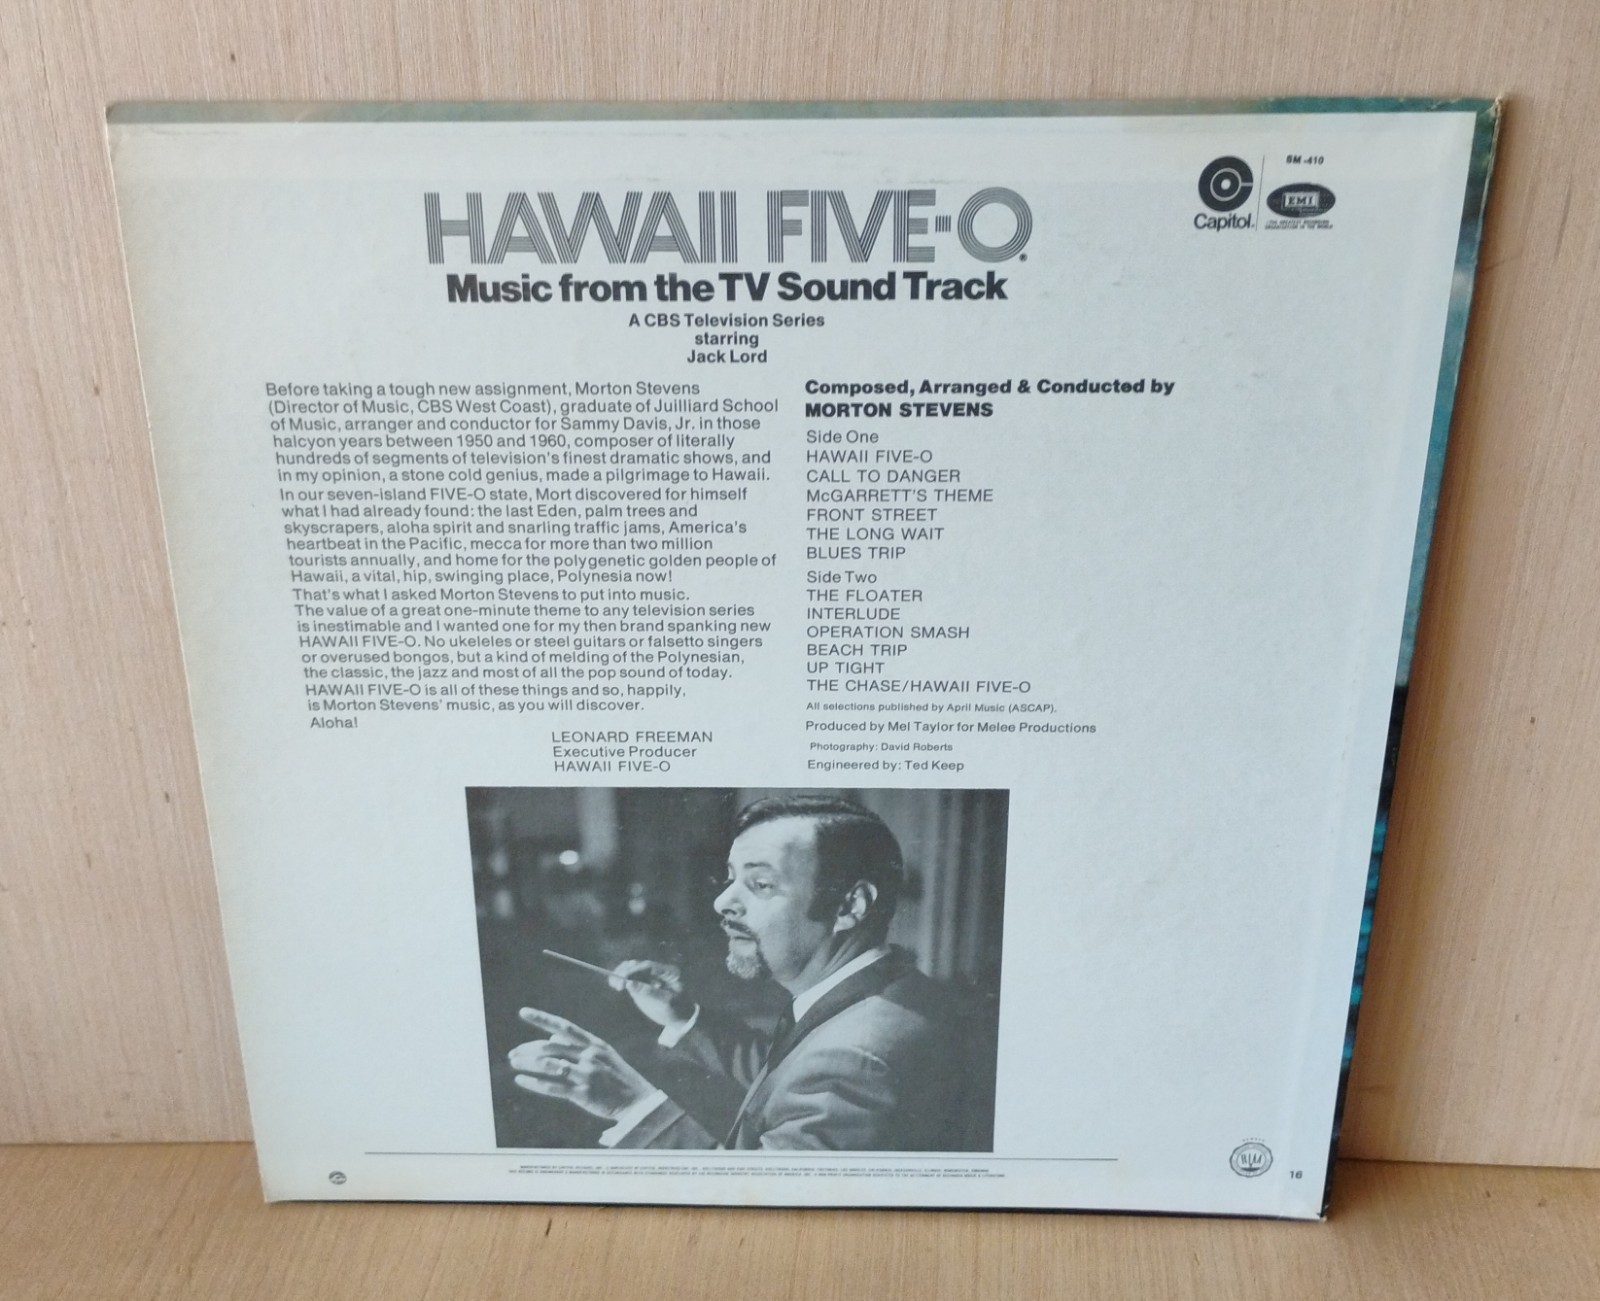 Capitol.
SM-410
EMI
HAWAII FIVE-O®
Music from the TV Sound Track
A CBS Television Series
starring
Jack Lord
Before taking a tough new assignment, Morton Stevens
(Director of Music, CBS West Coast), graduate of Juilliard School
of Music, arranger and conductor for Sammy Davis, Jr. in those
halcyon years between 1950 and 1960, composer of literally
hundreds of segments of television's finest dramatic shows, and
in my opinion, a stone cold genius, made a pilgrimage to Hawaii.
In our seven-island FIVE-O state, Mort discovered for himself
what I had already found: the last Eden, palm trees and
skyscrapers, aloha spirit and snarling traffic jams, America's
heartbeat in the Pacific, mecca for more than two million
tourists annually, and home for the polygenetic golden people of
Hawaii, a vital, hip, swinging place, Polynesia now!
That's what I asked Morton Stevens to put into music.
The value of a great one-minute theme to any television series
is inestimable and I wanted one for my then brand spanking new
HAWAII FIVE-O. No ukeleles or steel guitars or falsetto singers
or overused bongos, but a kind of melding of the Polynesian,
the classic, the jazz and most of all the pop sound of today.
HAWAII FIVE-O is all of these things and so, happily,
is Morton Stevens' music, as you will discover.
Aloha!
LEONARD FREEMAN
Executive Producer
HAWAII FIVE-O
Composed, Arranged & Conducted by
MORTON STEVENS
Side One
HAWAII FIVE-O
CALL TO DANGER
McGARRETT'S THEME
FRONT STREET
THE LONG WAIT
BLUES TRIP
Side Two
THE FLOATER
INTERLUDE
OPERATION SMASH
BEACH TRIP
UP TIGHT
THE CHASE/HAWAII FIVE-O
All selections published by April Music (ASCAP).
Produced by Mel Taylor for Melee Productions
Photography: David Roberts
Engineered by: Ted Keep
16